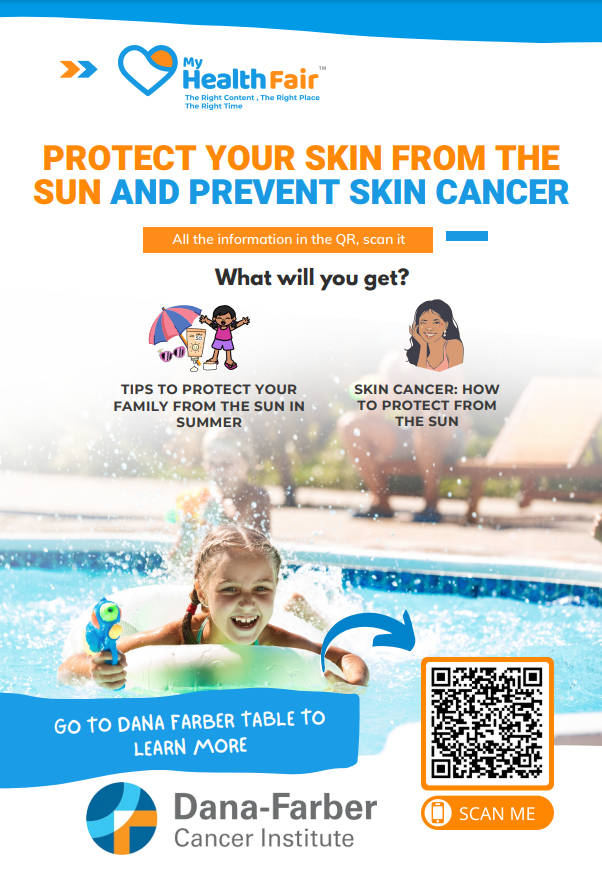 My
HealthFair™
The Right Content , The Right Place
The Right Time
PROTECT YOUR SKIN FROM THE
SUN AND PREVENT SKIN CANCER
All the information in the QR, scan it
What will you get?
TIPS TO PROTECT YOUR
FAMILY FROM THE SUN IN
SUMMER
SKIN CANCER: HOW
TO PROTECT FROM
THE SUN
GO TO DANA FARBER TABLE TO
LEARN MORE
SCAN ME
Dana-Farber
Cancer Institute